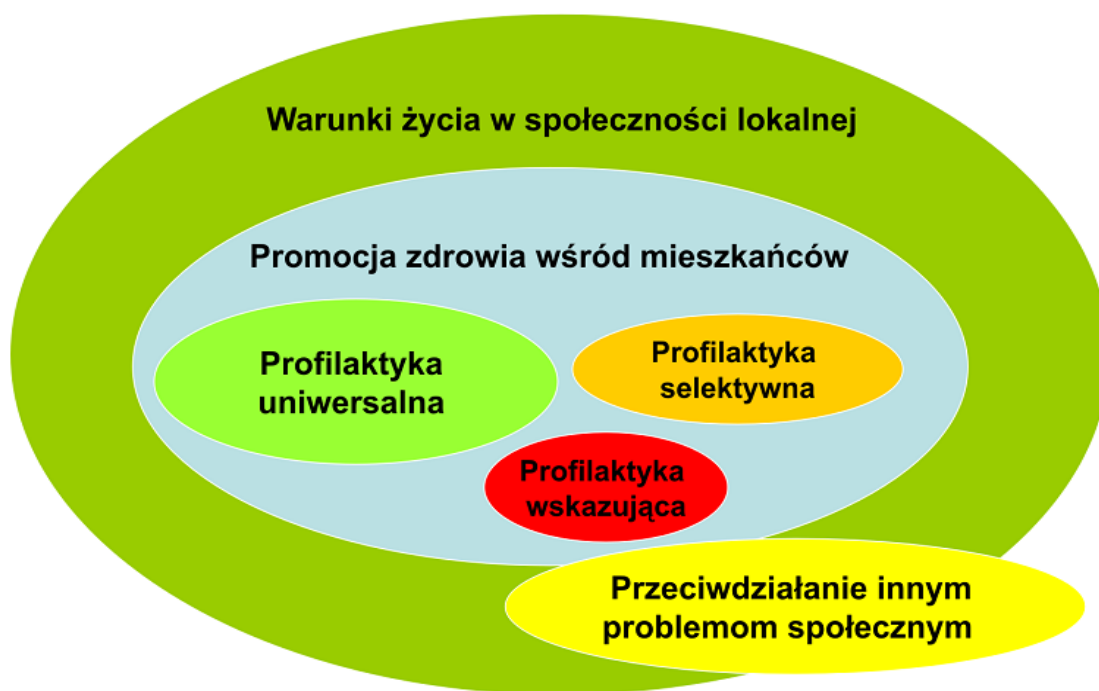 Warunki życia w społeczności lokalnej
Promocja zdrowia wśród mieszkańców
Profilaktyka
uniwersalna
Profilaktyka
selektywna
Profilaktyka
wskazująca
Przeciwdziałanie innym
problemom społecznym